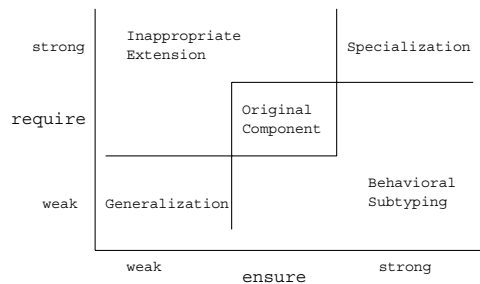 Inappropriate
Extension
strong
Specialization
require
Original
Component
Behavioral
Subtyping
weak
Generalization
weak
strong
ensure